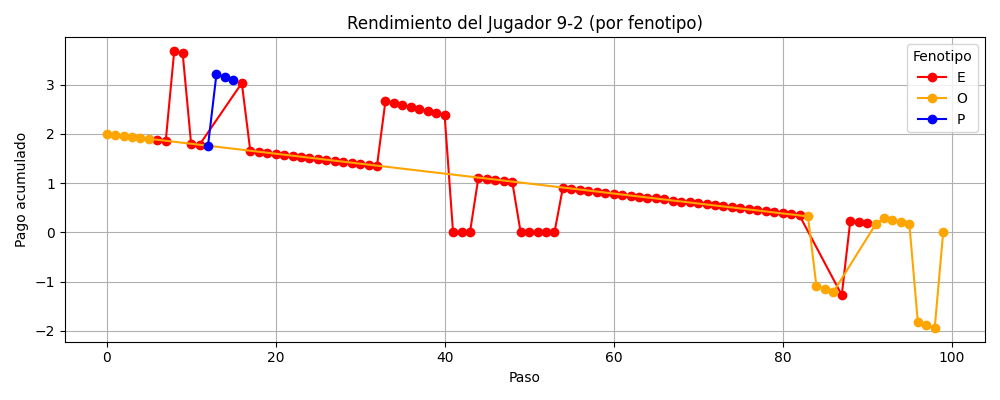 Rendimiento del Jugador 9-2 (por fenotipo)
Pago acumulado
3
2
1
0
−1
−2
0 20 40 60 80 100
Paso
Fenotipo
E
O
P